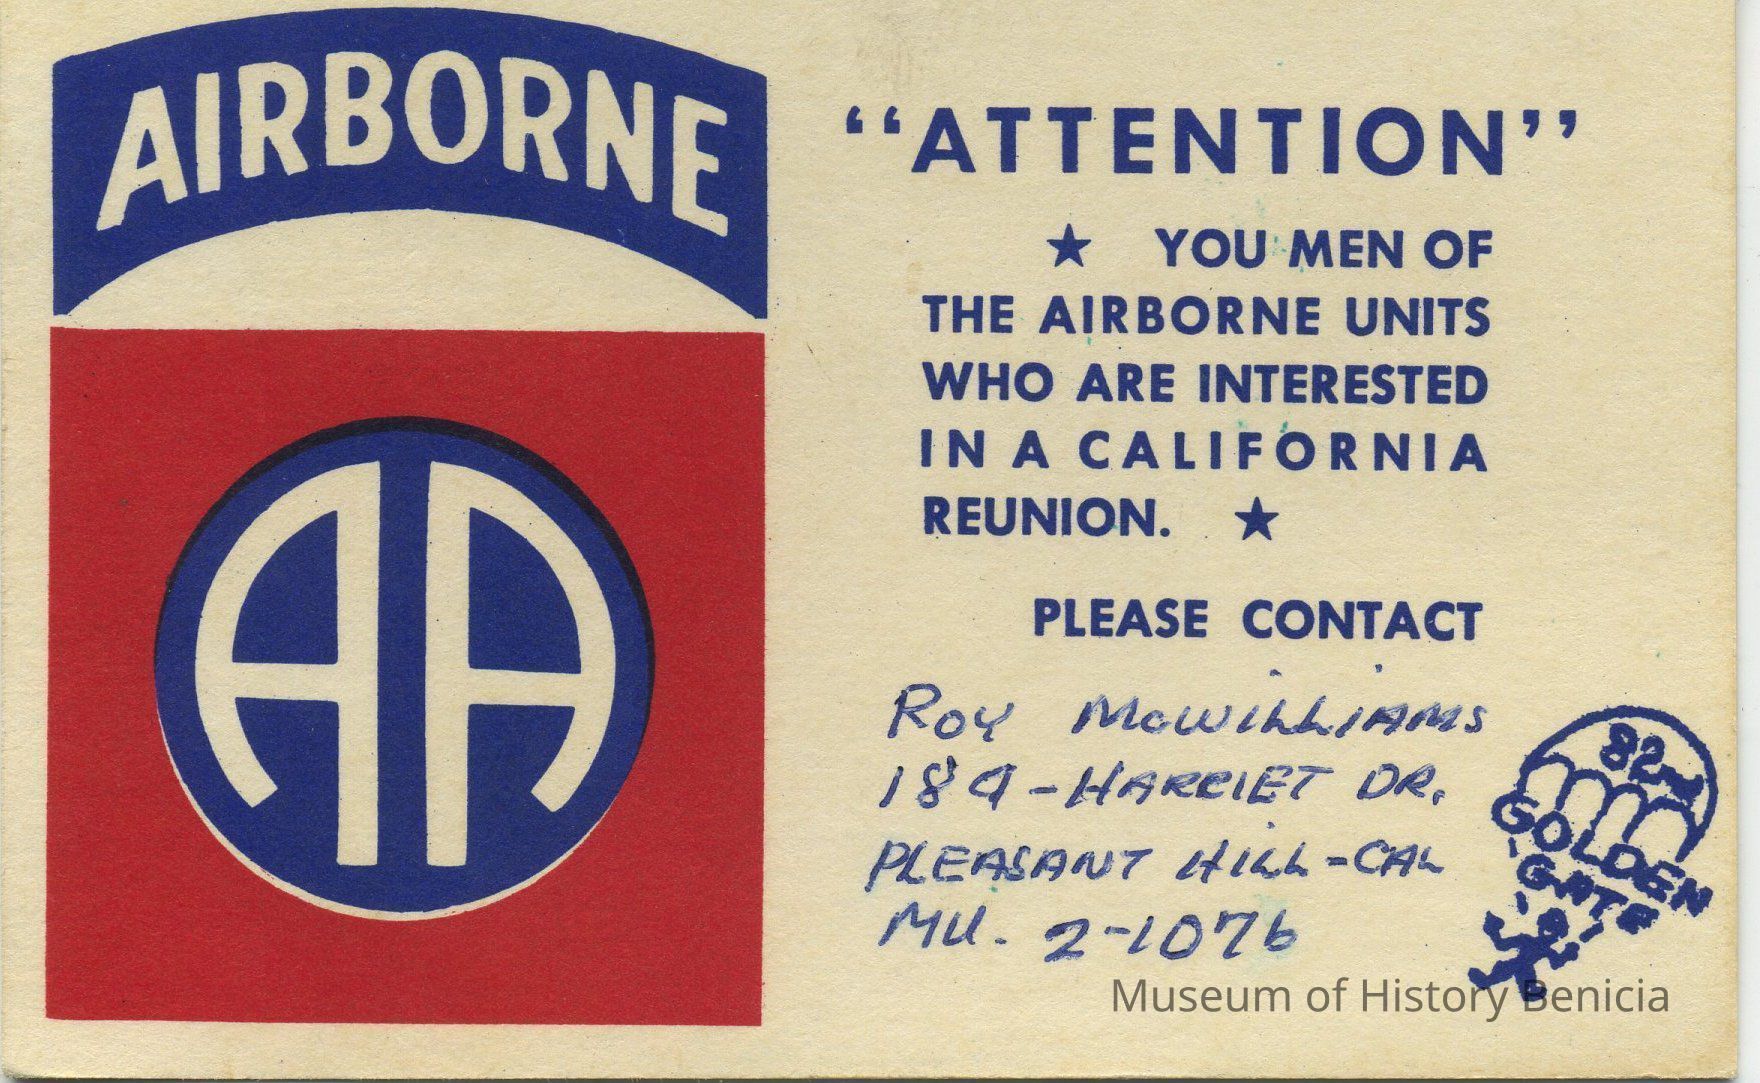 AIRBORNE
AA
“ATTENTION”
★ YOU MEN OF
THE AIRBORNE UNITS
WHO ARE INTERESTED
IN A CALIFORNIA
REUNION. ★
PLEASE CONTACT
ROY McWILLIAMS
189-HARRIET DR.
PLEASANT HILL-CAL
MU. 2-1076
82nd
GOLDEN
GATE
Museum of History Benicia